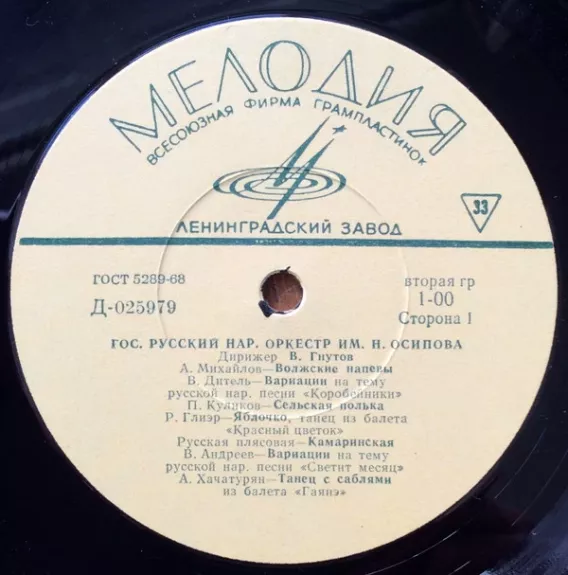 МЕЛОДИЯ
ВСЕСОЮЗНАЯ ФИРМА ГРАМПЛАСТИНОК
33
ЛЕНИНГРАДСКИЙ ЗАВОД
ГОСТ 5289-68
вторая гр
Д-025979
1-00
Сторона 1
ГОС. РУССКИЙ НАР. ОРКЕСТР ИМ. Н. ОСИПОВА
Дирижер В. Гнутов
А. Михайлов—Волжские напевы
В. Дитель—Вариации на тему
русской нар. песни «Коробейники»
П. Куликов—Сельская полька
Р. Глиэр—Яблочко, танец из балета
«Красный цветок»
Русская плясовая—Камаринская
В. Андреев—Вариации на тему
русской нар. песни «Светит месяц»
А. Хачатурян—Танец с саблями
из балета «Гаянэ»